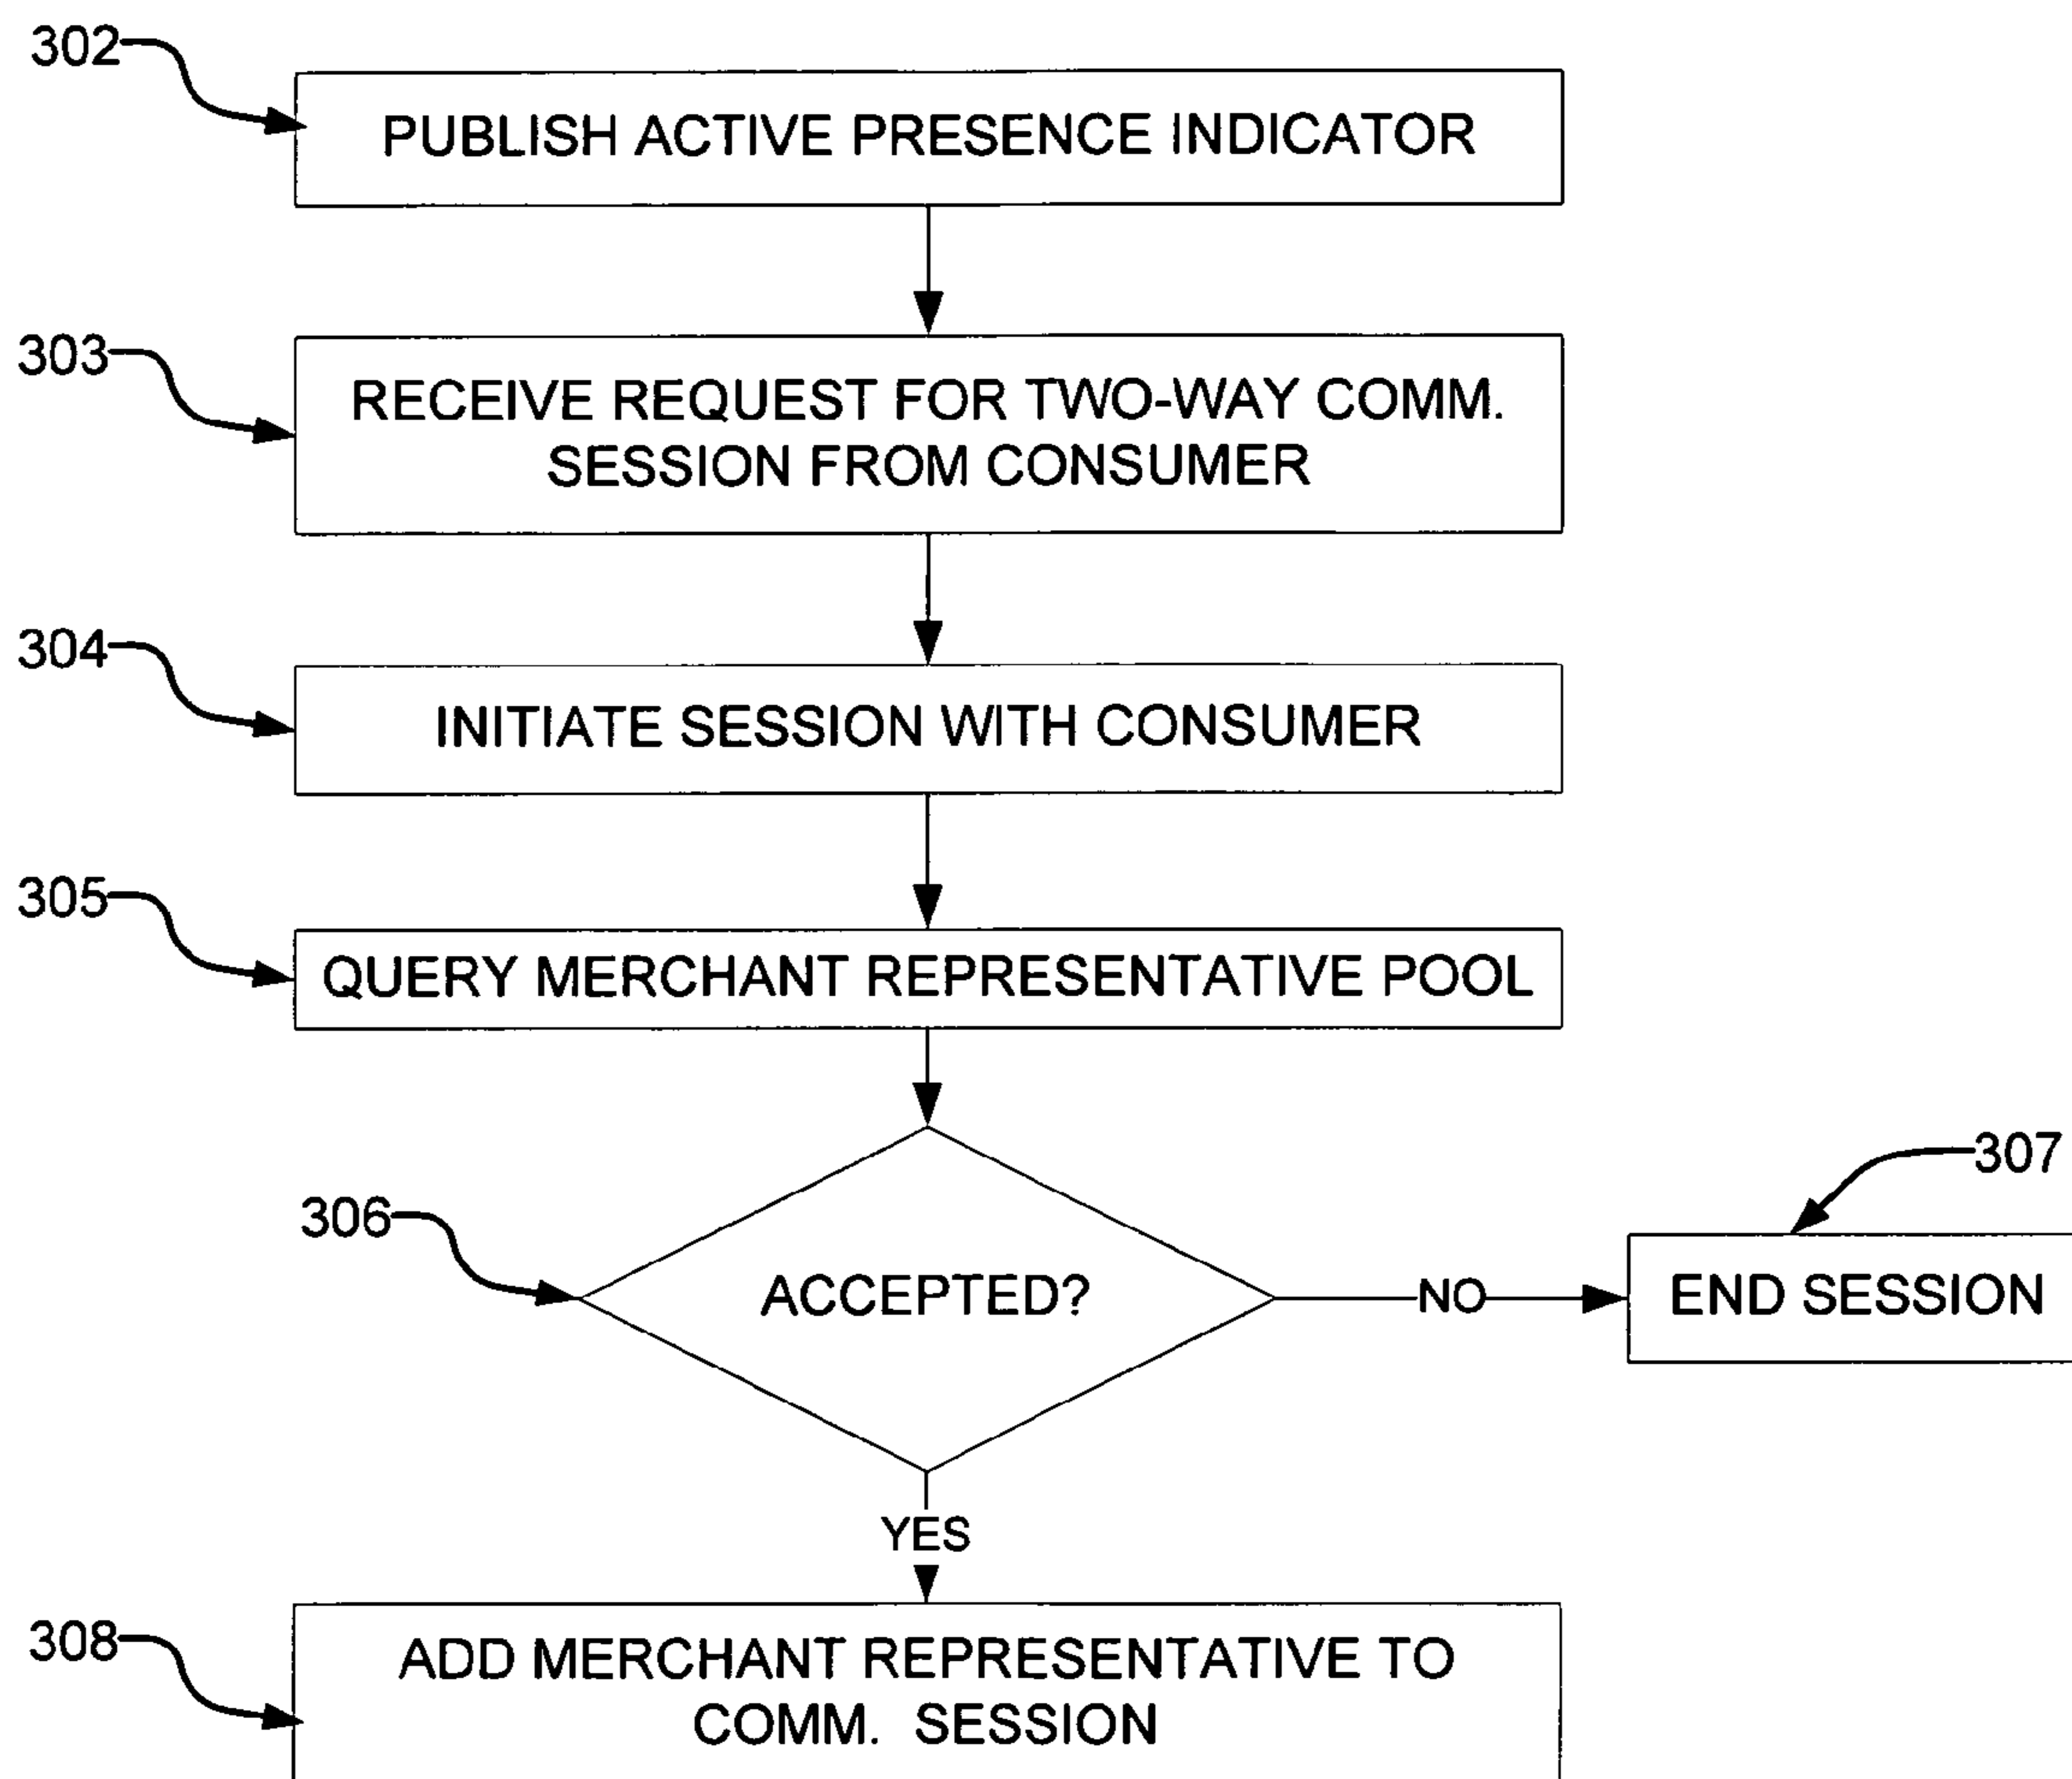 302
PUBLISH ACTIVE PRESENCE INDICATOR
303
RECEIVE REQUEST FOR TWO-WAY COMM.
SESSION FROM CONSUMER
304
INITIATE SESSION WITH CONSUMER
305
QUERY MERCHANT REPRESENTATIVE POOL
306
ACCEPTED?
NO
307
END SESSION
YES
308
ADD MERCHANT REPRESENTATIVE TO
COMM. SESSION